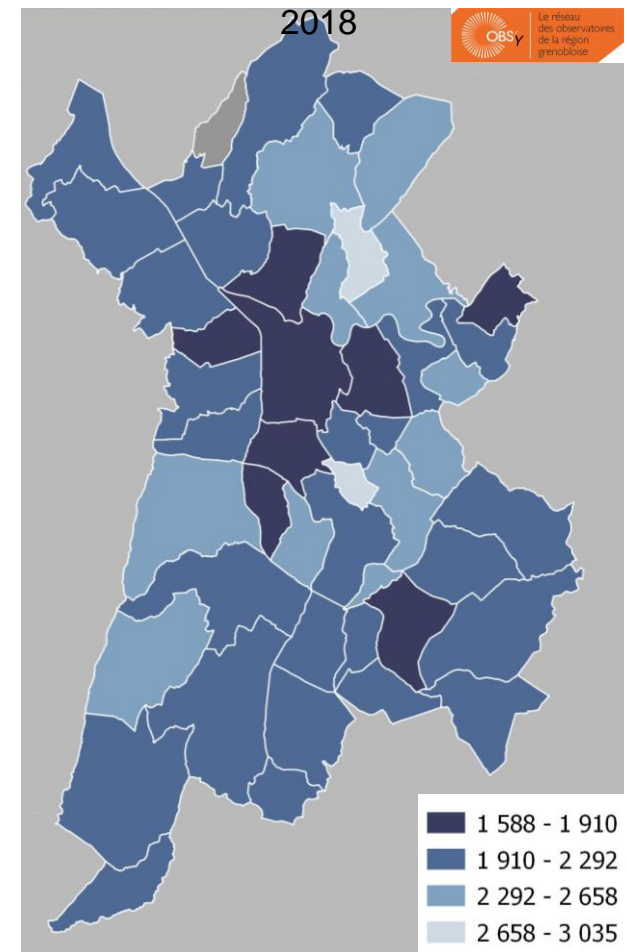 2018
OBSy
Le réseau
des observatoires
de la région
grenobloise
1 588 - 1 910
1 910 - 2 292
2 292 - 2 658
2 658 - 3 035